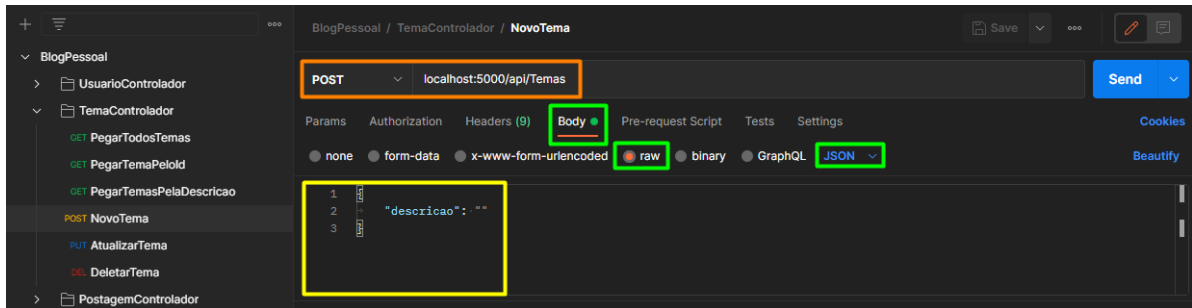 BlogPessoal / TemaControlador / NovoTema
Save
BlogPessoal
UsuarioControlador
TemaControlador
GET PegarTodosTemas
GET PegarTemaPeloId
GET PegarTemasPelaDescricao
POST NovoTema
PUT AtualizarTema
DEL DeletarTema
PostagemControlador
POST localhost:5000/api/Temas
Send
Params Authorization Headers (9) Body Pre-request Script Tests Settings Cookies
none form-data x-www-form-urlencoded raw binary GraphQL JSON Beautify
1 {
2 "descricao": ""
3 }